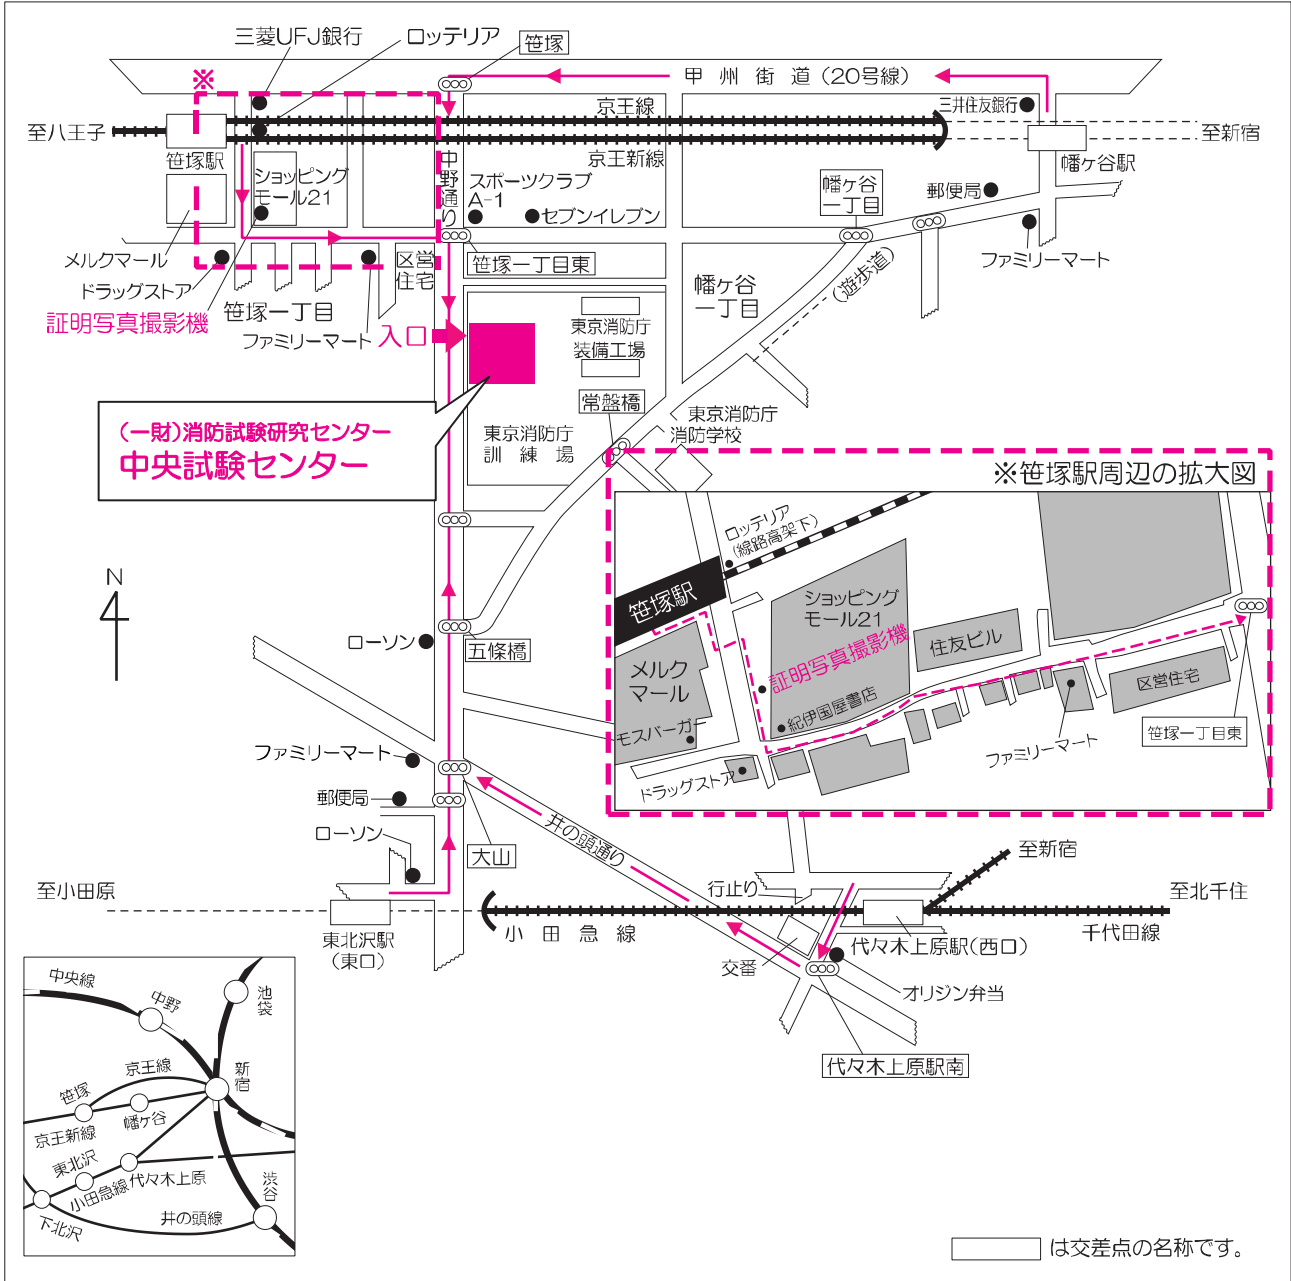 三菱UFJ銀行
ロッテリア
笹塚
※
甲州街道(20号線)
三井住友銀行
京王線
至八王子
至新宿
笹塚駅
京王新線
幡ヶ谷駅
ショッピング
モール21
中野通り
スポーツクラブ
A-1
セブンイレブン
幡ヶ谷
一丁目
郵便局
メルクマール
区営
住宅
笹塚一丁目東
ファミリーマート
ドラッグストア
証明写真撮影機
笹塚一丁目
ファミリーマート
入口
幡ヶ谷
一丁目
(遊歩道)
東京消防庁
装備工場
常盤橋
東京消防庁
消防学校
(一財)消防試験研究センター
中央試験センター
東京消防庁
訓練場
※笹塚駅周辺の拡大図
ロッテリア
(線路高架下)
笹塚駅
ショッピング
モール21
証明写真撮影機
住友ビル
メルク
マール
紀伊国屋書店
区営住宅
モスバーガー
笹塚一丁目東
ファミリーマート
ドラッグストア
N
ローソン
五條橋
ファミリーマート
郵便局
ローソン
大山
井の頭通り
至新宿
至小田原
行止り
至北千住
東北沢駅
(東口)
小田急線
代々木上原駅(西口)
千代田線
交番
オリジン弁当
代々木上原駅南
中央線
中野
池袋
京王線
新宿
笹塚
幡ヶ谷
京王新線
東北沢
代々木上原
小田急線
渋谷
下北沢
井の頭線
は交差点の名称です。